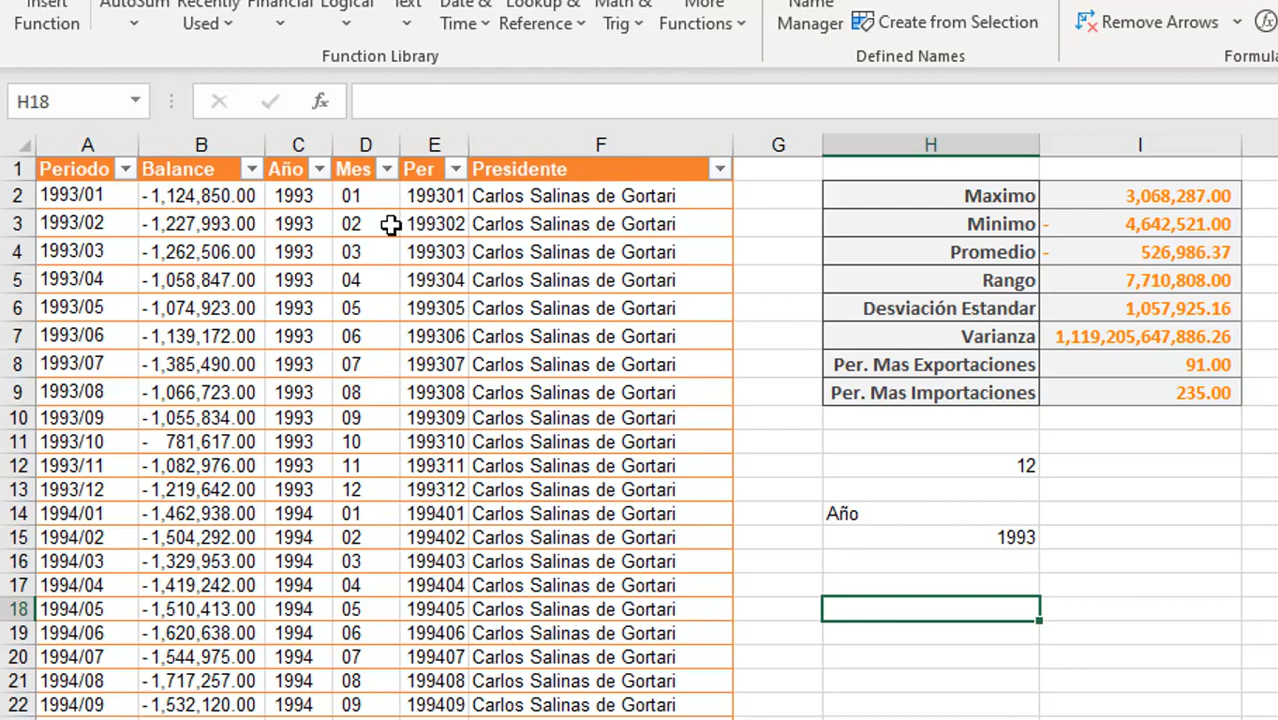 Insert AutoSum Recently Financial Logical Text Date & Lookup & Math & More Name
Function Used Time Reference Trig Functions Manager Create from Selection Remove Arrows
Function Library Defined Names Formula
H18 fx
A B C D E F G H I
1 Periodo Balance Año Mes Per Presidente
2 1993/01 -1,124,850.00 1993 01 199301 Carlos Salinas de Gortari Maximo 3,068,287.00
3 1993/02 -1,227,993.00 1993 02 199302 Carlos Salinas de Gortari Minimo - 4,642,521.00
4 1993/03 -1,262,506.00 1993 03 199303 Carlos Salinas de Gortari Promedio - 526,986.37
5 1993/04 -1,058,847.00 1993 04 199304 Carlos Salinas de Gortari Rango 7,710,808.00
6 1993/05 -1,074,923.00 1993 05 199305 Carlos Salinas de Gortari Desviación Estandar 1,057,925.16
7 1993/06 -1,139,172.00 1993 06 199306 Carlos Salinas de Gortari Varianza 1,119,205,647,886.26
8 1993/07 -1,385,490.00 1993 07 199307 Carlos Salinas de Gortari Per. Mas Exportaciones 91.00
9 1993/08 -1,066,723.00 1993 08 199308 Carlos Salinas de Gortari Per. Mas Importaciones 235.00
10 1993/09 -1,055,834.00 1993 09 199309 Carlos Salinas de Gortari
11 1993/10 - 781,617.00 1993 10 199310 Carlos Salinas de Gortari
12 1993/11 -1,082,976.00 1993 11 199311 Carlos Salinas de Gortari 12
13 1993/12 -1,219,642.00 1993 12 199312 Carlos Salinas de Gortari
14 1994/01 -1,462,938.00 1994 01 199401 Carlos Salinas de Gortari Año
15 1994/02 -1,504,292.00 1994 02 199402 Carlos Salinas de Gortari 1993
16 1994/03 -1,329,953.00 1994 03 199403 Carlos Salinas de Gortari
17 1994/04 -1,419,242.00 1994 04 199404 Carlos Salinas de Gortari
18 1994/05 -1,510,413.00 1994 05 199405 Carlos Salinas de Gortari
19 1994/06 -1,620,638.00 1994 06 199406 Carlos Salinas de Gortari
20 1994/07 -1,544,975.00 1994 07 199407 Carlos Salinas de Gortari
21 1994/08 -1,717,257.00 1994 08 199408 Carlos Salinas de Gortari
22 1994/09 -1,532,120.00 1994 09 199409 Carlos Salinas de Gortari